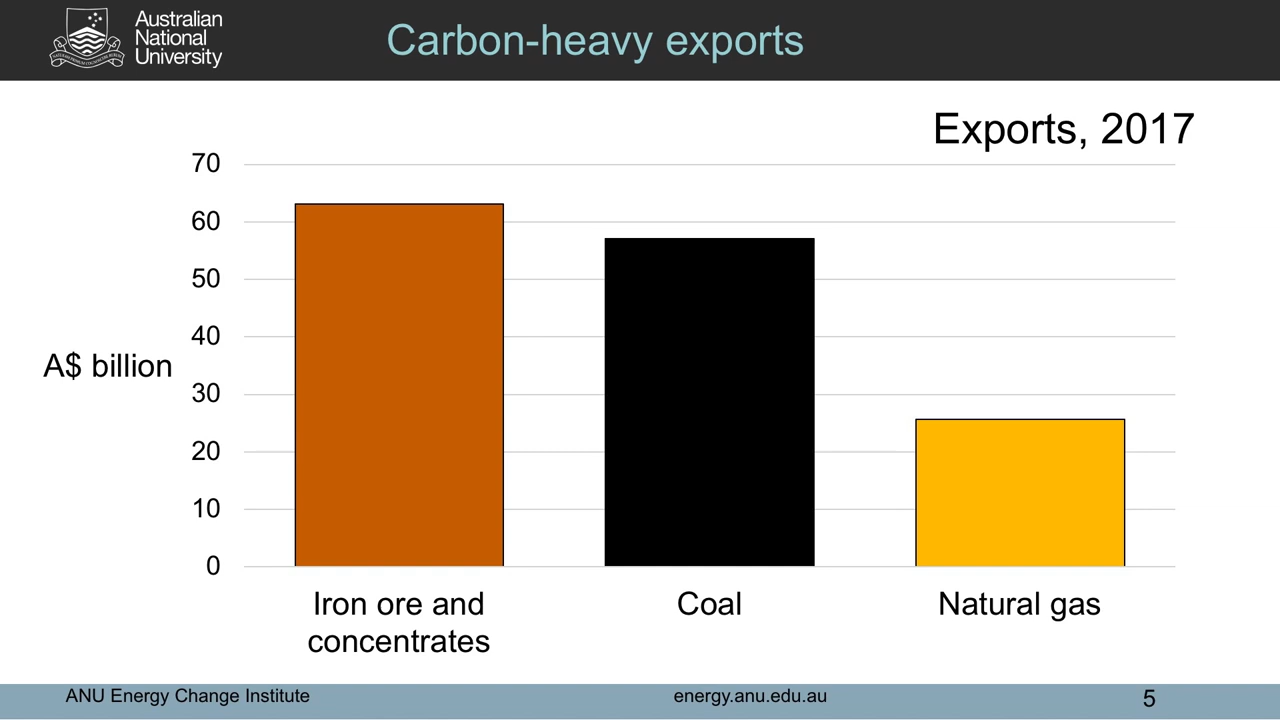 Australian
National
University
Carbon-heavy exports
Exports, 2017
70
60
50
40
A$ billion
30
20
10
0
Iron ore and
concentrates
Coal
Natural gas
ANU Energy Change Institute
energy.anu.edu.au
5